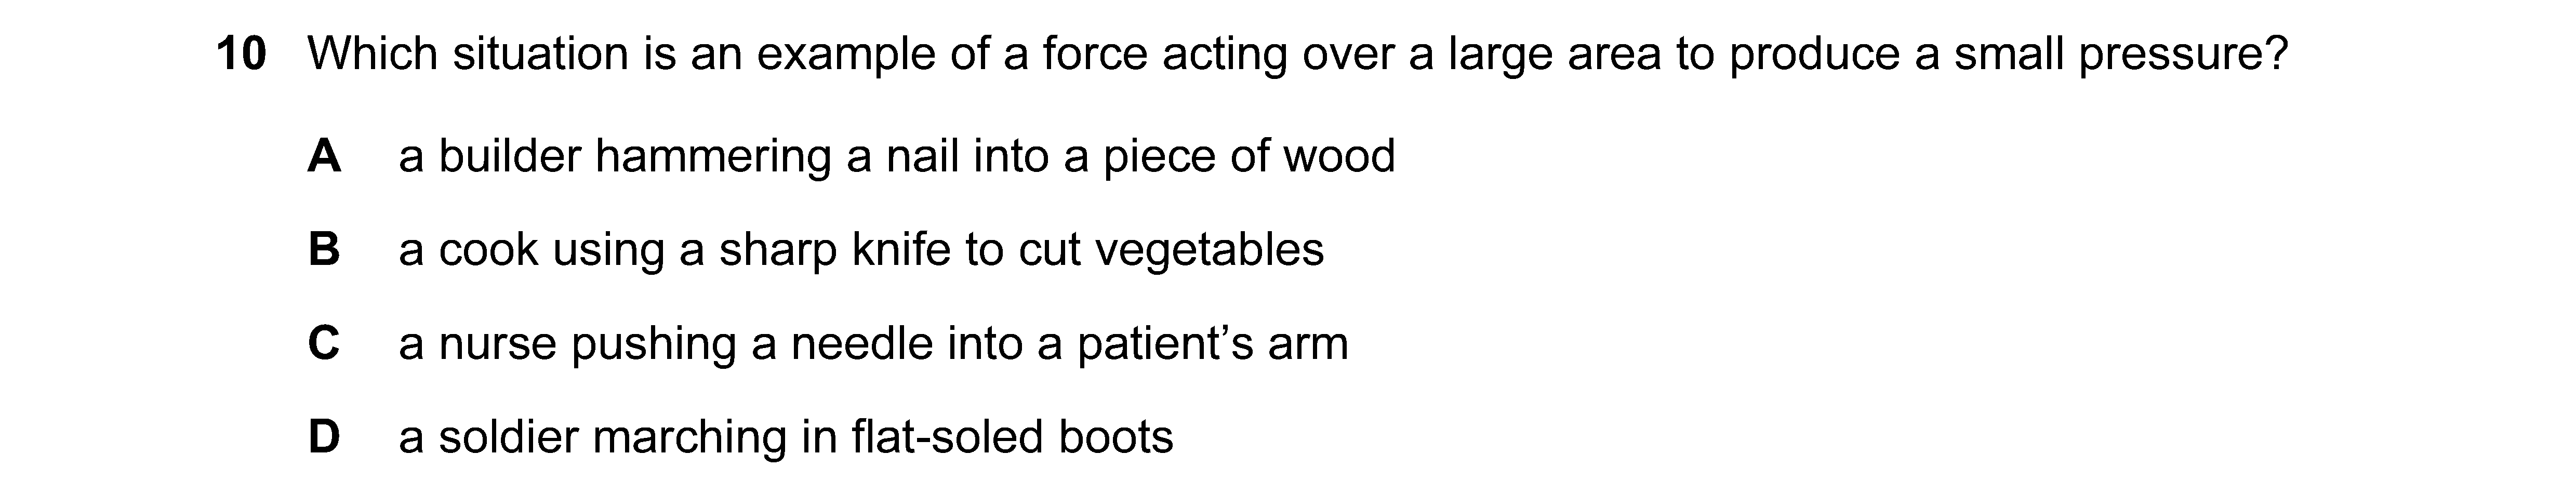 10 Which situation is an example of a force acting over a large area to produce a small pressure?
A a builder hammering a nail into a piece of wood
B a cook using a sharp knife to cut vegetables
C a nurse pushing a needle into a patient’s arm
D a soldier marching in flat-soled boots